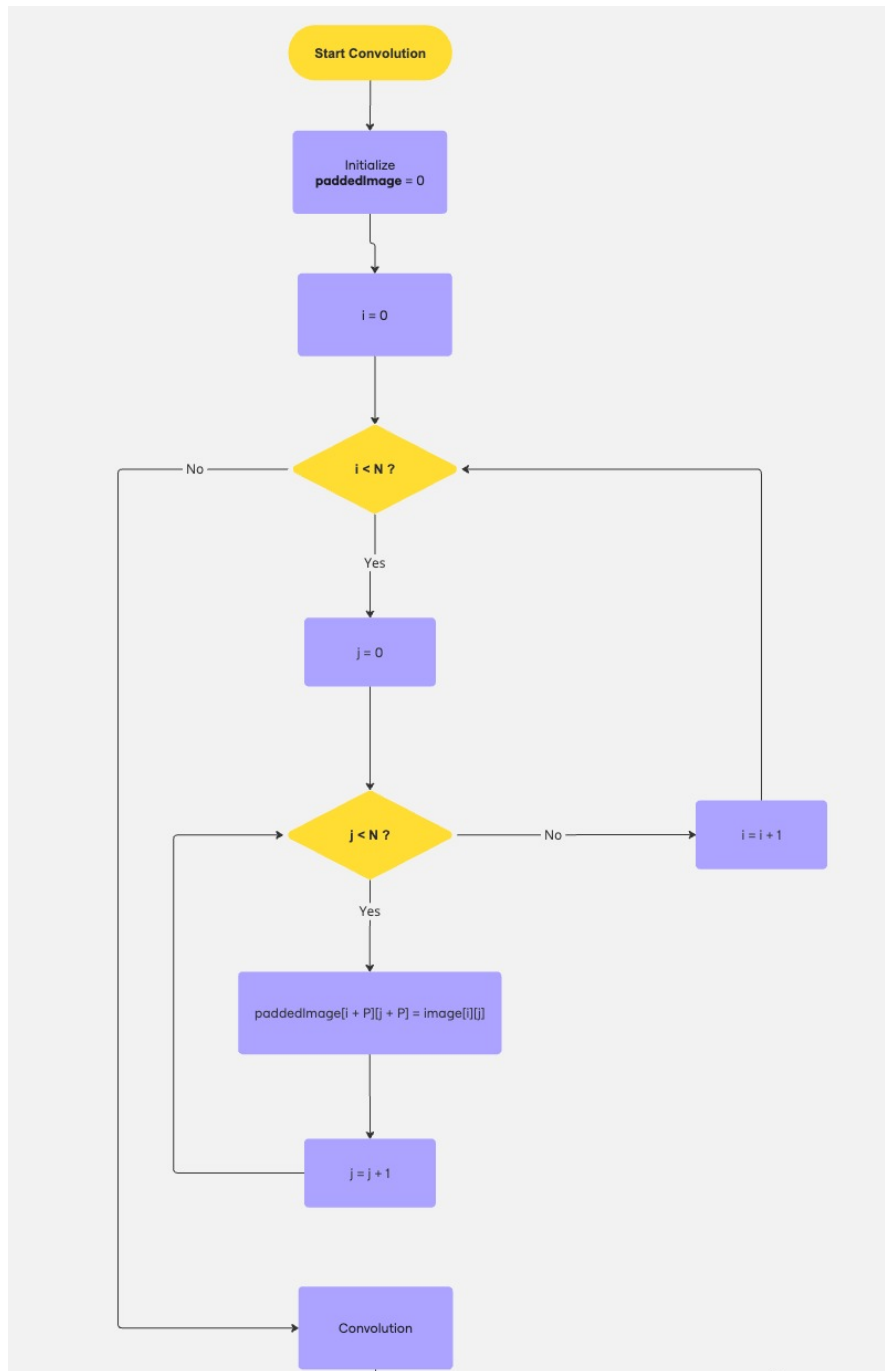 Start Convolution
Initialize
paddedImage = 0
i = 0
i < N ?
No
Yes
j = 0
j < N ?
No
i = i + 1
Yes
paddedImage[i + P][j + P] = image[i][j]
j = j + 1
Convolution